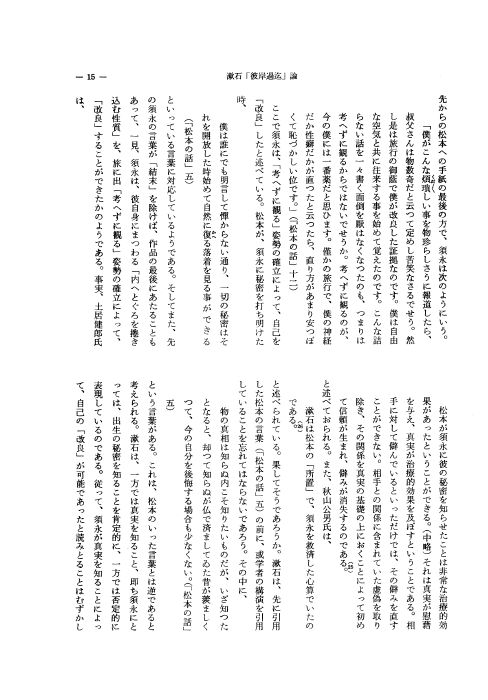 漱石「彼岸過迄」論
― 15 ―
先からの松本への手紙の最後の方で、須永は次のようにいう。
「僕がこんな煩瑣しい事を物珍らしさうに報道したら、
叔父さんは物数奇だと云つて定めし苦笑なさるでせう。然
し是は旅行の御蔭で僕が改良した証拠なのです。僕は自由
な空気と共に往来する事を始めて覚えたのです。こんな詰
らない話を一々書く面倒を厭はなくなつたのも、つまりは
考へずに観るからではないでせうか。考へずに観るのが、
今の僕には一番薬だと思ひます。僅かの旅行で、僕の神経
だか性癖だかが直つたと云つたら、直り方があまり安つぽ
くて恥づかしい位です。」（「松本の話」十二）
ここで須永は、「考へずに観る」姿勢の確立によって、自己を
「改良」したと述べている。松本が、須永に秘密を打ち明けた
時、
僕は誰にでも明言して憚からない通り、一切の秘密はそ
れを開放した時始めて自然に復る落着を見る事ができる
（「松本の話」五）
といっている言葉に対応しているようである。そしてまた、先
の須永の言葉が「結末」を除けば、作品の最後にあたることも
あって、一見、須永は、彼自身にまつわる「内へとぐろを捲き
込む性質」を、旅に出「考へずに観る」姿勢の確立によって、
「改良」することができたかのようである。事実、土居健郎氏
は、
松本が須永に彼の秘密を知らせたことは非常な治療的効
果があったということができる。（中略）それは真実が慰藉
を与え、真実が治療的効果を及ぼすということである。相
手に対して僻んでいるといっただけでは、その僻みを直す
ことができない。相手との関係に含まれていた虚偽を取り
除き、その関係を真実の基礎の上におくことによって初め
て信頼が生まれ、僻みが消失するのである。
と述べておられる。また、秋山公男氏は、
漱石は松本の「所置」で、須永を救済した心算でいたの
である。
と述べられている。果してそうであろうか。漱石は、先に引用
した松本の言葉（「松本の話」五）の前に、或学者の講演を引用
していることを忘れてはならないであろう。その中に、
物の真相は知らぬ内こそ知りたいものだが、いざ知つた
となると、却つて知らぬが仏で済ましてゐた昔が羨ましく
つて、今の自分を後悔する場合も少なくない。（「松本の話」
五）
という言葉がある。これは、松本のいった言葉とは逆であると
考えられる。漱石は、一方では真実を知ること、即ち須永にと
っては、出生の秘密を知ることを肯定的に、一方では否定的に
表現しているのである。従って、須永が真実を知ることによっ
て、自己の「改良」が可能であったと読みとることはむずかし